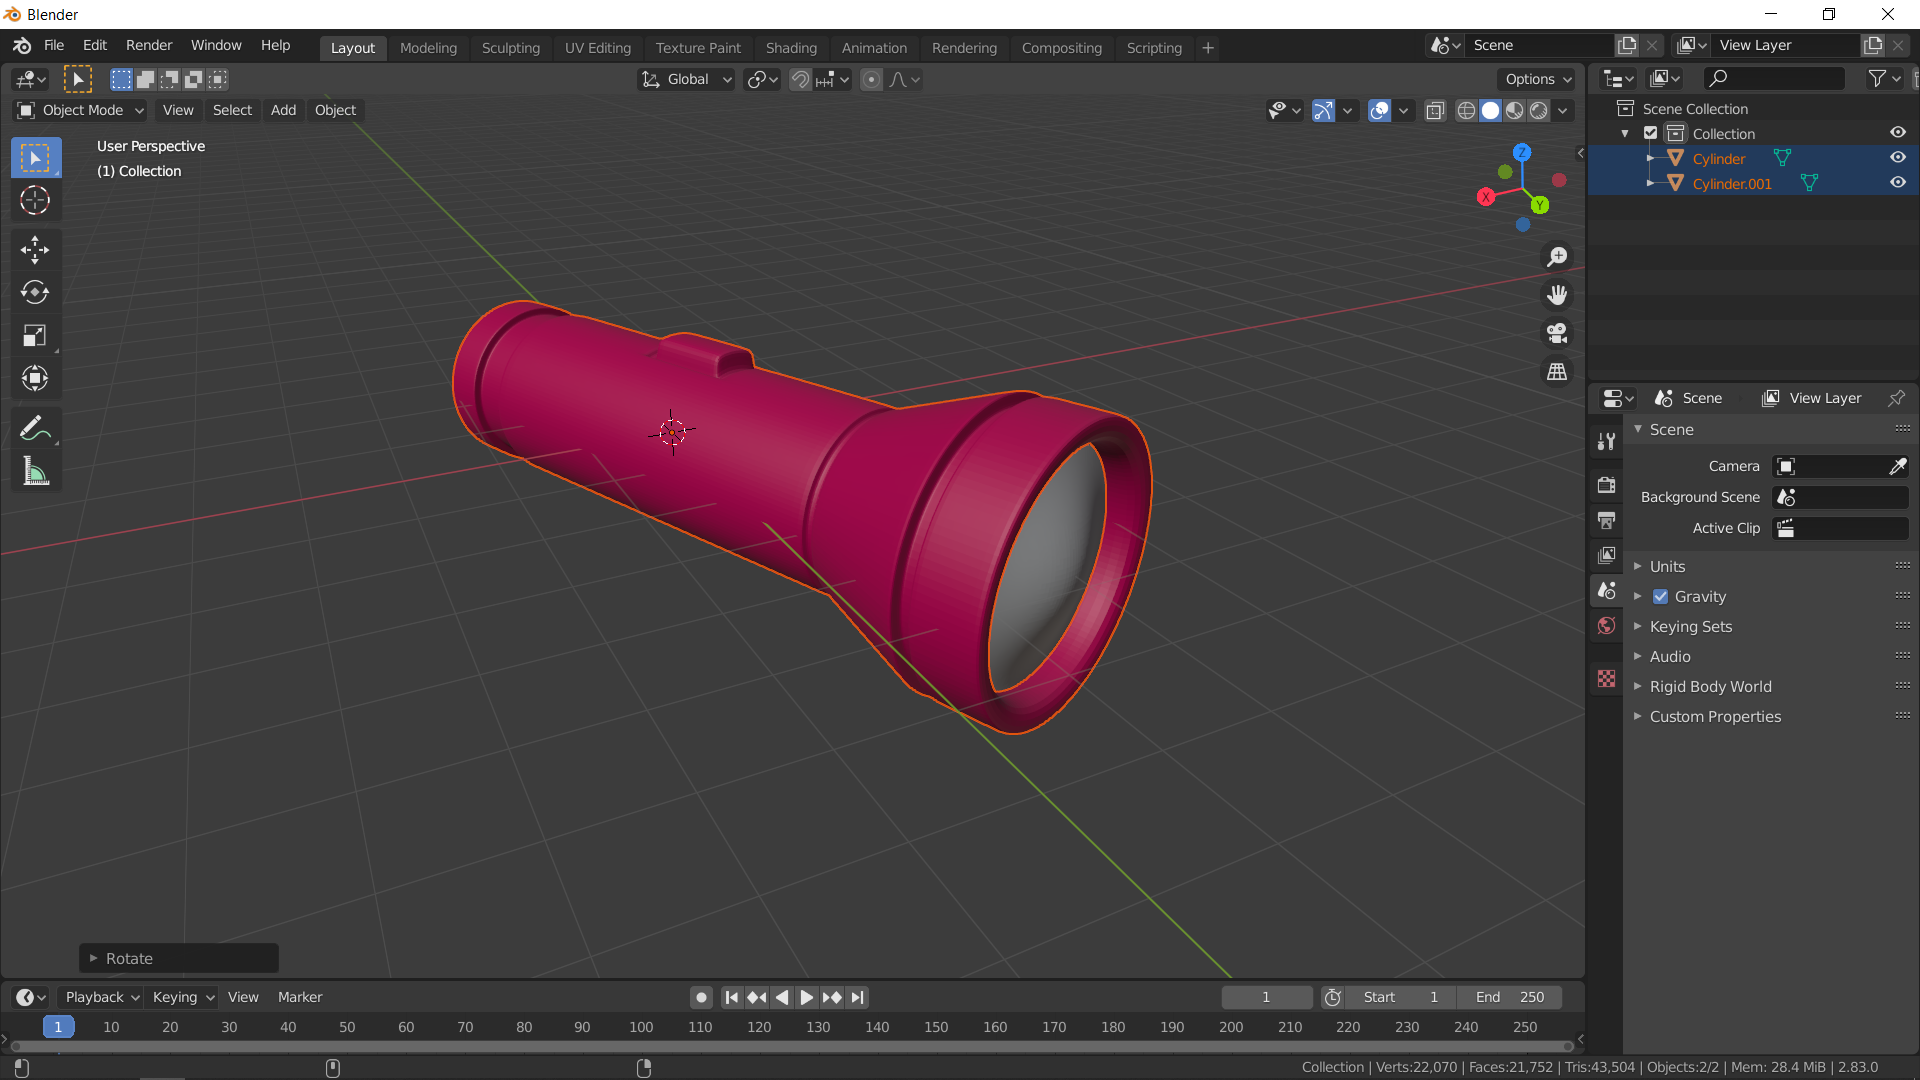 Blender
File Edit Render Window Help Layout Modeling Sculpting UV Editing Texture Paint Shading Animation Rendering Compositing Scripting + Scene View Layer
Global Options
Object Mode View Select Add Object
User Perspective
(1) Collection
Z
X
Y
Scene Collection
Collection
Cylinder
Cylinder.001
Scene View Layer
Scene
Camera
Background Scene
Active Clip
Units
Gravity
Keying Sets
Audio
Rigid Body World
Custom Properties
Rotate
Playback Keying View Marker 1 Start 1 End 250
1 10 20 30 40 50 60 70 80 90 100 110 120 130 140 150 160 170 180 190 200 210 220 230 240 250
Collection | Verts:22,070 | Faces:21,752 | Tris:43,504 | Objects:2/2 | Mem: 28.4 MiB | 2.83.0